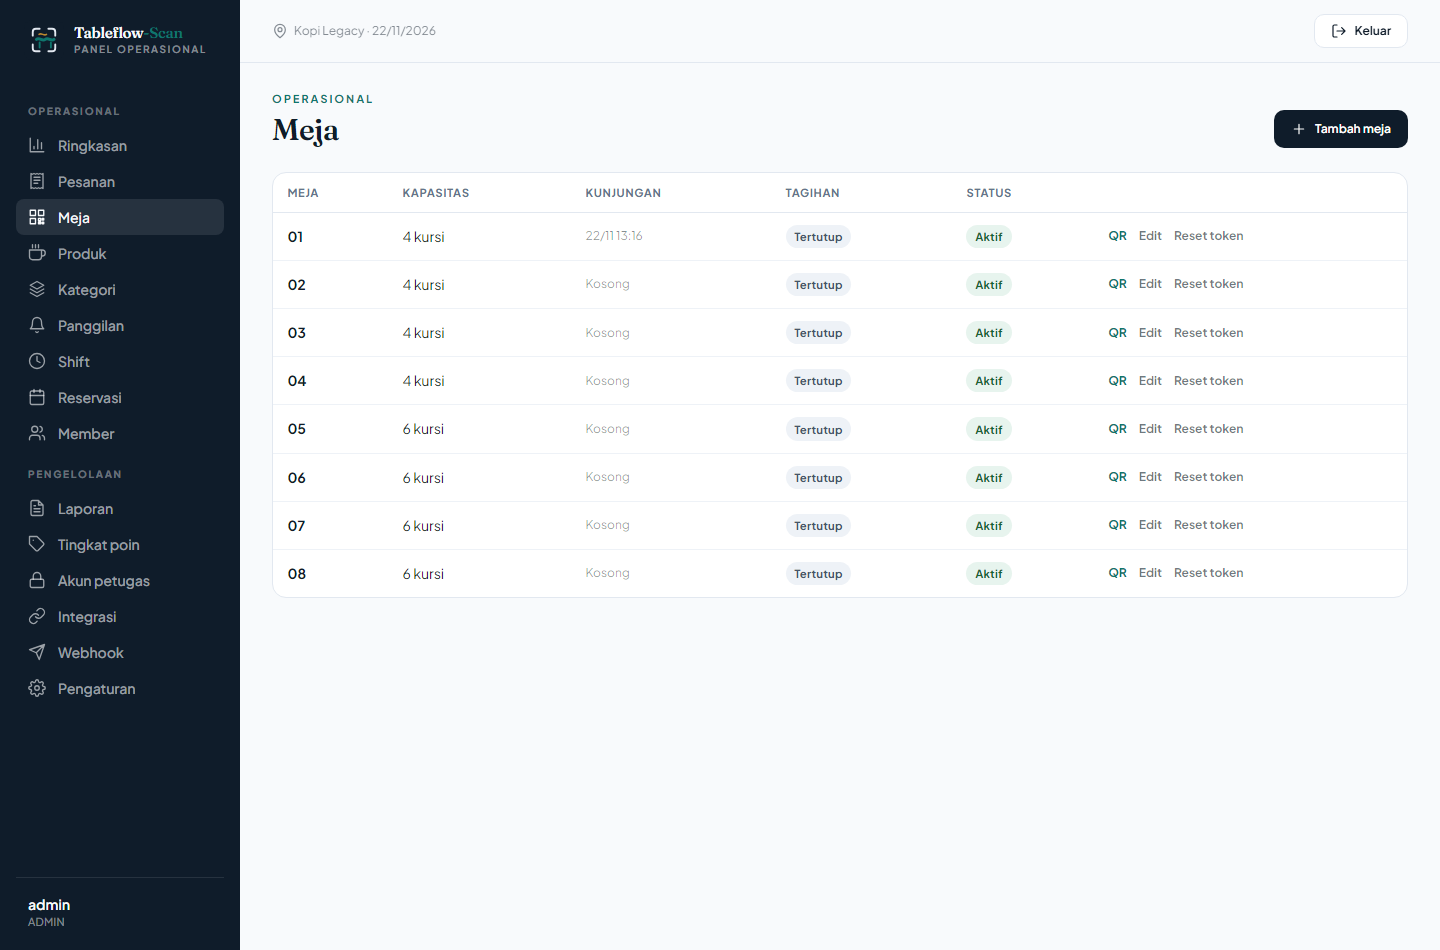 Tableflow-Scan
PANEL OPERASIONAL
OPERASIONAL
Ringkasan
Pesanan
Meja
Produk
Kategori
Panggilan
Shift
Reservasi
Member
PENGELOLAAN
Laporan
Tingkat poin
Akun petugas
Integrasi
Webhook
Pengaturan
admin
ADMIN
Kopi Legacy · 22/11/2026
Keluar
OPERASIONAL
Meja
Tambah meja
MEJA KAPASITAS KUNJUNGAN TAGIHAN STATUS
01 4 kursi 22/11 13:16 Tertutup Aktif QR Edit Reset token
02 4 kursi Kosong Tertutup Aktif QR Edit Reset token
03 4 kursi Kosong Tertutup Aktif QR Edit Reset token
04 4 kursi Kosong Tertutup Aktif QR Edit Reset token
05 6 kursi Kosong Tertutup Aktif QR Edit Reset token
06 6 kursi Kosong Tertutup Aktif QR Edit Reset token
07 6 kursi Kosong Tertutup Aktif QR Edit Reset token
08 6 kursi Kosong Tertutup Aktif QR Edit Reset token